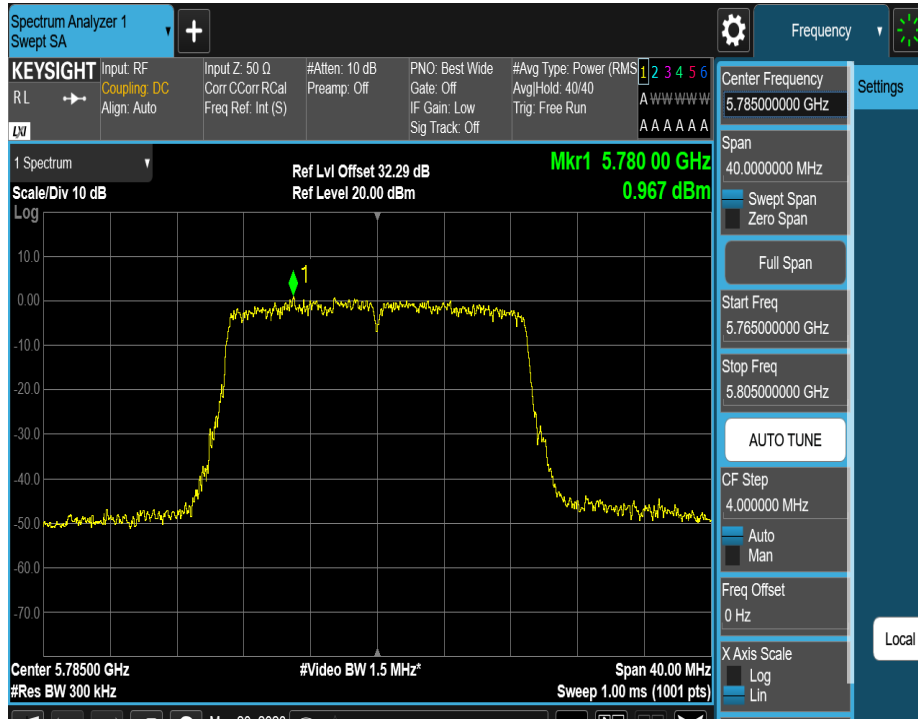 Spectrum Analyzer 1
Swept SA
+
Frequency
KEYSIGHT
R L
LXI
Input: RF
Coupling: DC
Align: Auto
Input Z: 50 Ω
Corr CCorr RCal
Freq Ref: Int (S)
#Atten: 10 dB
Preamp: Off
PNO: Best Wide
Gate: Off
IF Gain: Low
Sig Track: Off
#Avg Type: Power (RMS
Avg|Hold: 40/40
Trig: Free Run
1 2 3 4 5 6
A W W W W W
A A A A A A
1 Spectrum
Scale/Div 10 dB
Log
Ref Lvl Offset 32.29 dB
Ref Level 20.00 dBm
Mkr1 5.780 00 GHz
0.967 dBm
1
10.0
0.00
-10.0
-20.0
-30.0
-40.0
-50.0
-60.0
-70.0
Center 5.78500 GHz
#Res BW 300 kHz
#Video BW 1.5 MHz*
Span 40.00 MHz
Sweep 1.00 ms (1001 pts)
Center Frequency
5.785000000 GHz
Span
40.0000000 MHz
Swept Span
Zero Span
Full Span
Start Freq
5.765000000 GHz
Stop Freq
5.805000000 GHz
AUTO TUNE
CF Step
4.000000 MHz
Auto
Man
Freq Offset
0 Hz
X Axis Scale
Log
Lin
Settings
Local